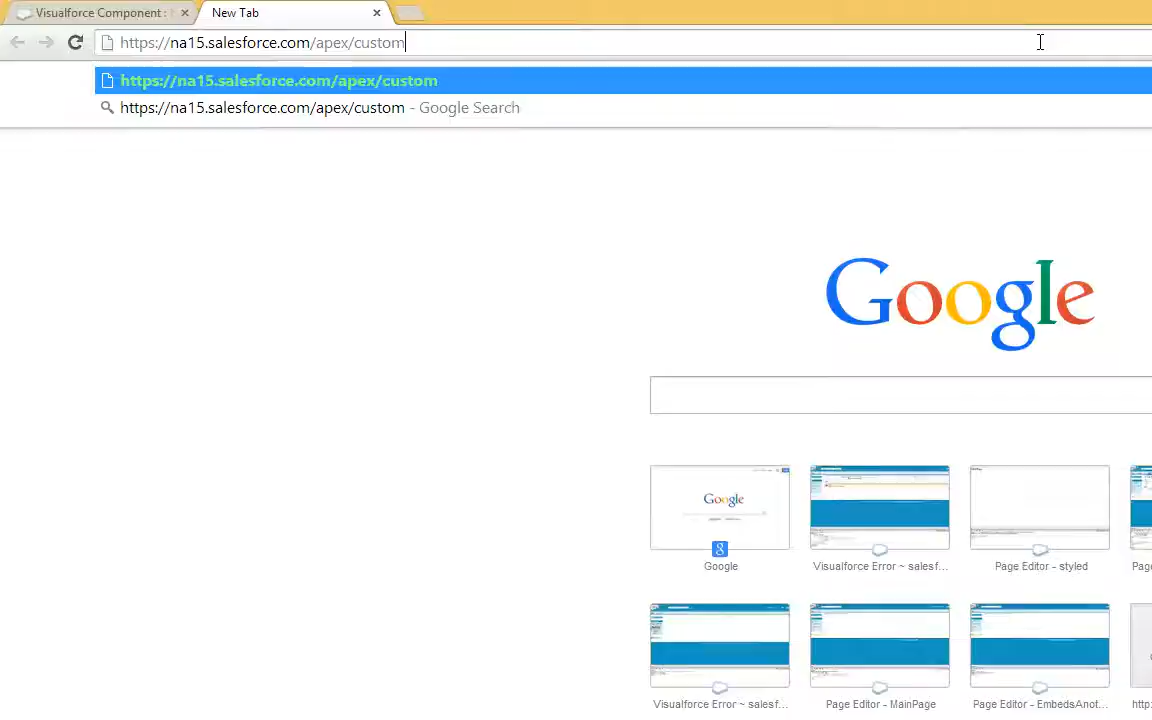 Visualforce Component :
New Tab
https://na15.salesforce.com/apex/custom
https://na15.salesforce.com/apex/custom
https://na15.salesforce.com/apex/custom - Google Search
Google
Google
Google Visualforce Error ~ salesf... Page Editor - styled
Visualforce Error ~ salesf... Page Editor - MainPage Page Editor - EmbedsAnot... http: